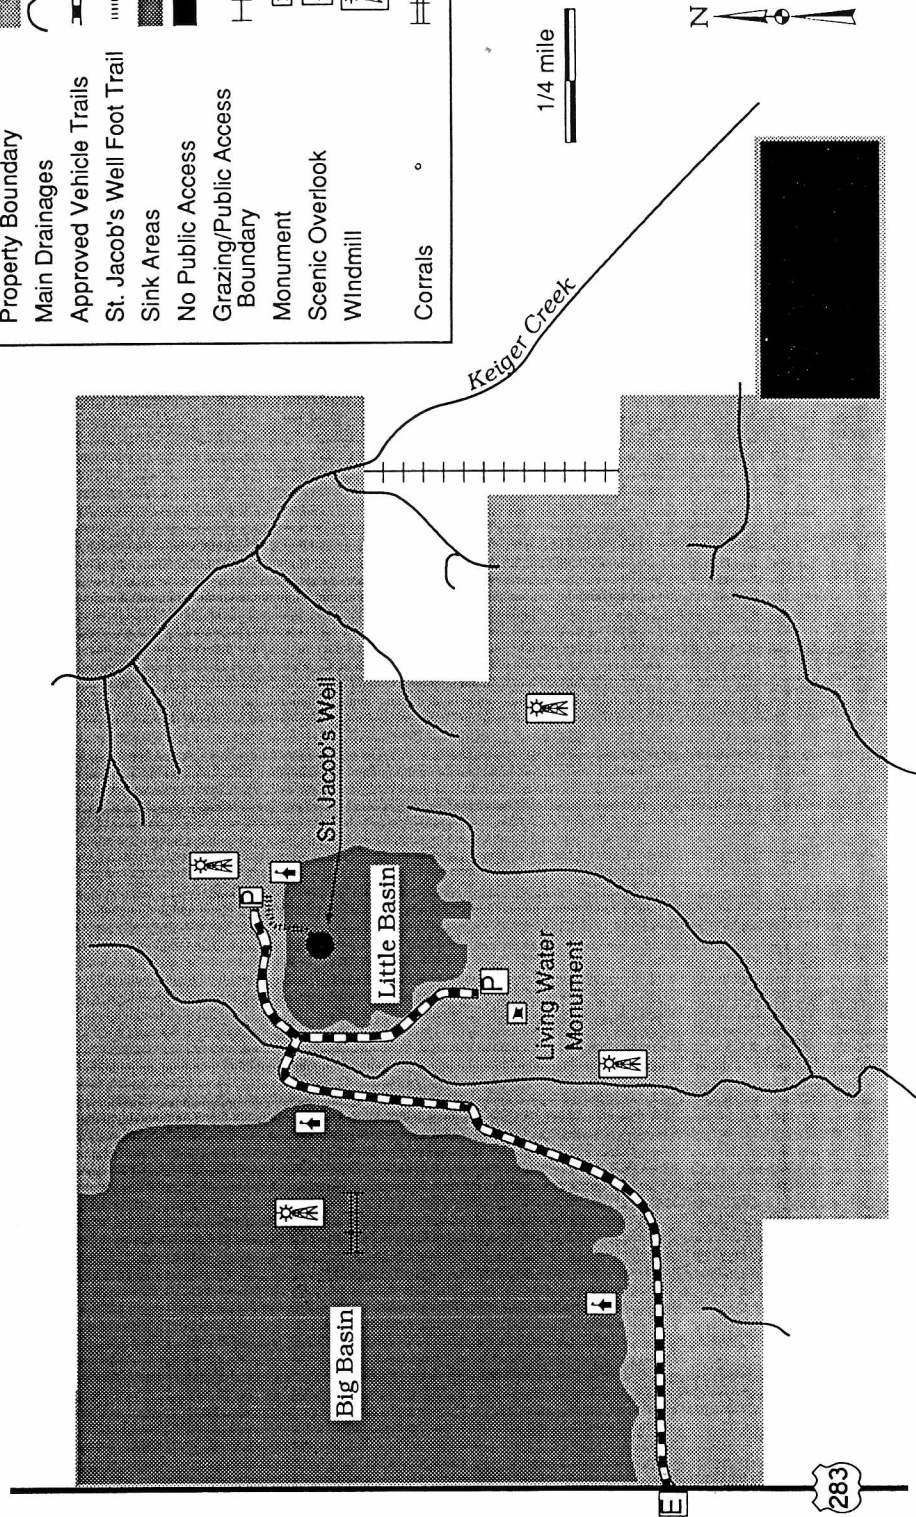 Property Boundary
Main Drainages
Approved Vehicle Trails
St. Jacob's Well Foot Trail
Sink Areas
No Public Access
Grazing/Public Access
Boundary
Monument
Scenic Overlook
Windmill
Corrals
1/4 mile
N
Keiger Creek
St. Jacob's Well
P
Little Basin
P
Living Water
Monument
Big Basin
E
283